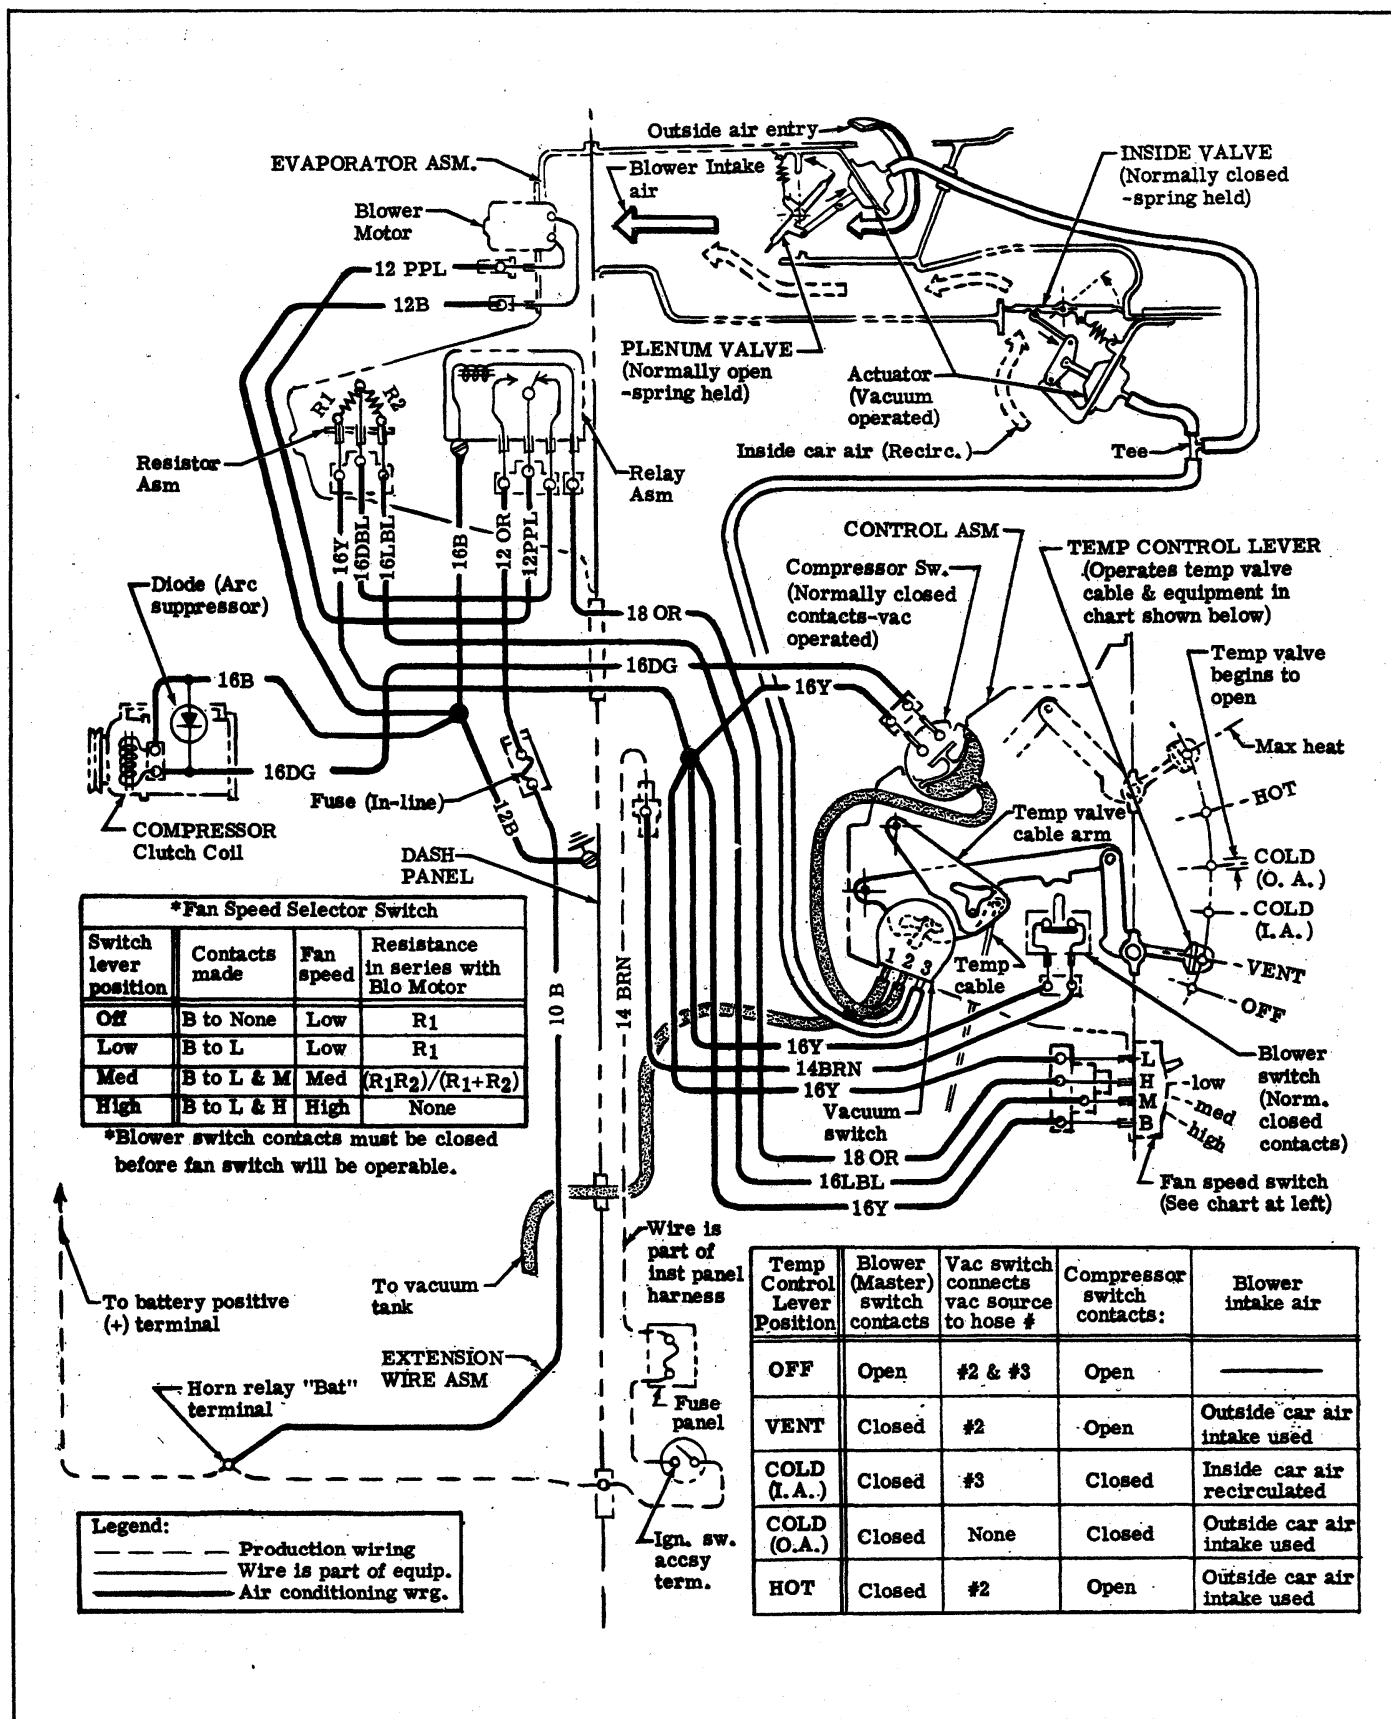 Outside air entry
EVAPORATOR ASM.
Blower Intake
air
INSIDE VALVE
(Normally closed
-spring held)
Blower
Motor
12 PPL
12B
PLENUM VALVE
(Normally open
-spring held)
Actuator
(Vacuum
operated)
R1
R2
Inside car air (Recirc.)
Tee
Resistor
Asm
Relay
Asm
16Y
16DBL
16LBL
16B
12 OR
12PPL
CONTROL ASM
TEMP CONTROL LEVER
(Operates temp valve
cable & equipment in
chart shown below)
Compressor Sw.
(Normally closed
contacts-vac
operated)
Diode (Arc
suppressor)
18 OR
16DG
16Y
Temp valve
begins to
open
Max heat
16B
16DG
Fuse (In-line)
12B
HOT
Temp valve
cable arm
COMPRESSOR
Clutch Coil
DASH
PANEL
COLD
(O. A.)
COLD
(I. A.)
VENT
OFF
1 2 3
Temp
cable
10 B
14 BRN
*Fan Speed Selector Switch
Switch lever position | Contacts made | Fan speed | Resistance in series with Blo Motor
Off | B to None | Low | R1
Low | B to L | Low | R1
Med | B to L & M | Med | (R1R2)/(R1+R2)
High | B to L & H | High | None
*Blower switch contacts must be closed
before fan switch will be operable.
16Y
14BRN
16Y
Vacuum
switch
18 OR
16LBL
16Y
L
H
M
B
low
med
high
Blower
switch
(Norm.
closed
contacts)
Fan speed switch
(See chart at left)
Wire is
part of
inst panel
harness
To vacuum
tank
To battery positive
(+) terminal
EXTENSION
WIRE ASM
Horn relay "Bat"
terminal
Fuse
panel
Ign. sw.
accsy
term.
Temp Control Lever Position | Blower (Master) switch contacts | Vac switch connects vac source to hose # | Compressor switch contacts: | Blower intake air
OFF | Open | #2 & #3 | Open | ———
VENT | Closed | #2 | Open | Outside car air intake used
COLD (I.A.) | Closed | #3 | Closed | Inside car air recirculated
COLD (O.A.) | Closed | None | Closed | Outside car air intake used
HOT | Closed | #2 | Open | Outside car air intake used
Legend:
Production wiring
Wire is part of equip.
Air conditioning wrg.